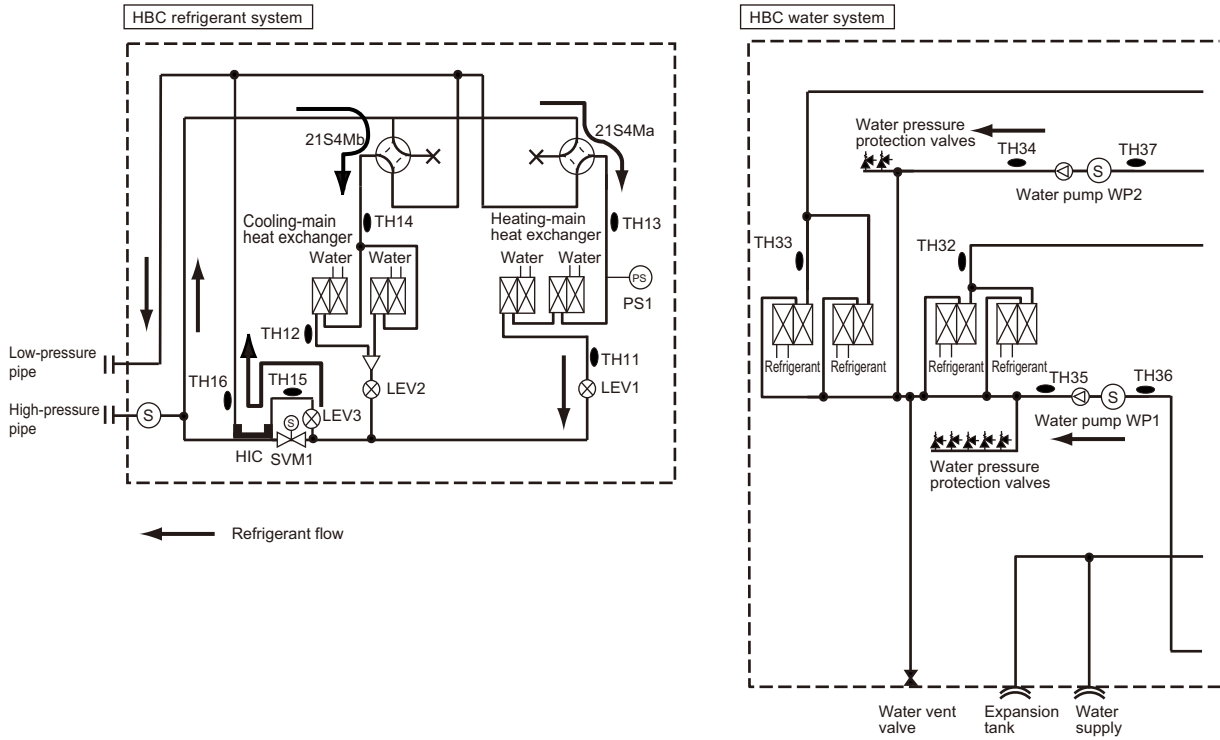 HBC refrigerant system
21S4Mb
21S4Ma
Cooling-main
heat exchanger
TH14
Heating-main
heat exchanger
TH13
Water
Water
Water
Water
PS
PS1
TH12
TH11
Low-pressure
pipe
TH16
TH15
LEV2
LEV1
High-pressure
pipe
S
S
LEV3
HIC
SVM1
Refrigerant flow
HBC water system
Water pressure
protection valves
TH34
TH37
S
Water pump WP2
TH33
TH32
Refrigerant
Refrigerant
Refrigerant
Refrigerant
TH35
TH36
S
Water pump WP1
Water pressure
protection valves
Water vent
valve
Expansion
tank
Water
supply